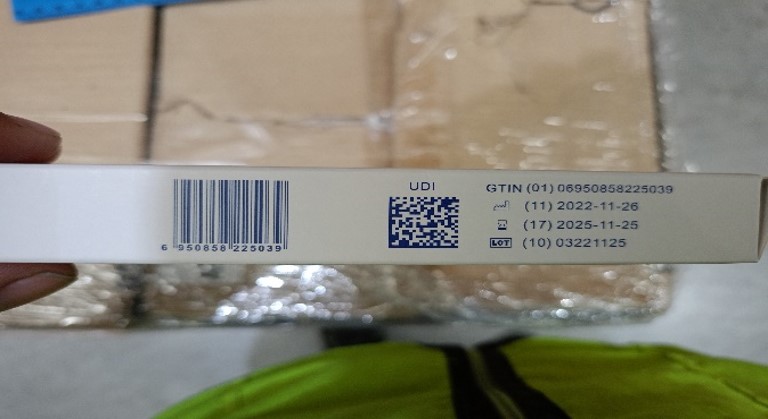 6 950858 225039
UDI
GTIN (01) 06950858225039
(11) 2022-11-26
(17) 2025-11-25
LOT (10) 03221125